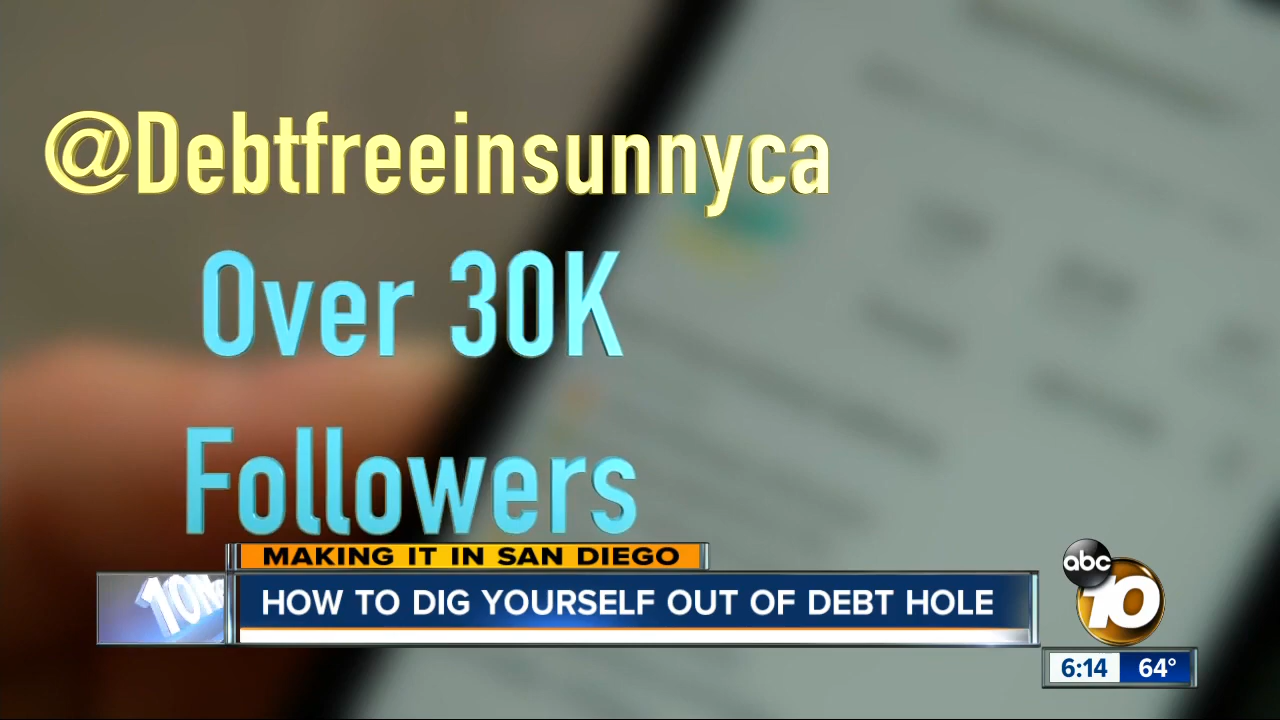 @Debtfreeinsunnyca
Over 30K
Followers
MAKING IT IN SAN DIEGO
HOW TO DIG YOURSELF OUT OF DEBT HOLE
abc
10
6:14 64°